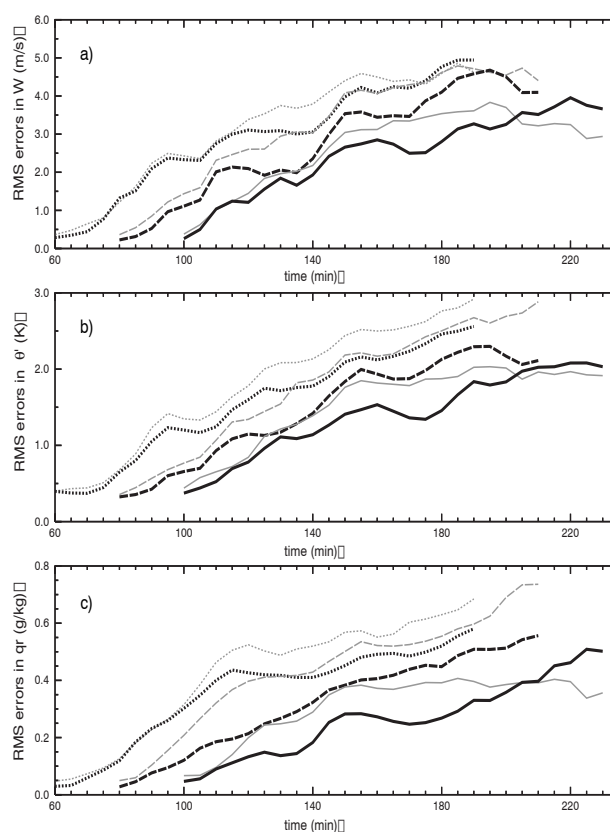 6.0
5.0
4.0
3.0
2.0
1.0
0.0
RMS errors in W (m/s)▯
a)
60 100 140 180 220
time (min)▯
3.0
2.0
1.0
0.0
RMS errors in θ' (K)▯
b)
60 100 140 180 220
time (min)▯
0.8
0.6
0.4
0.2
0.0
RMS errors in qr (g/kg)▯
c)
60 100 140 180 220
time (min)▯